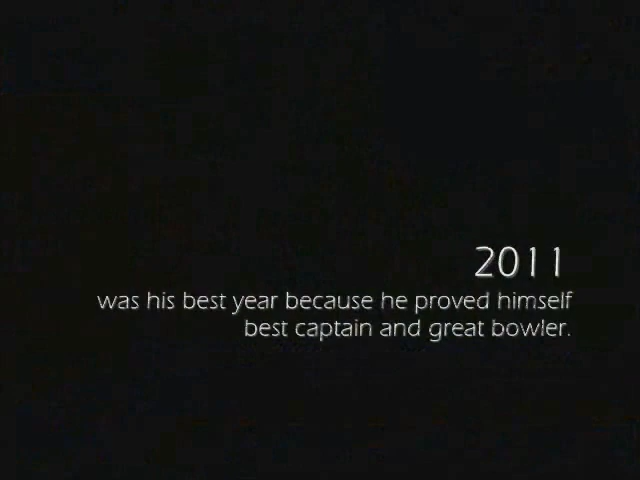 2011
was his best year because he proved himself
best captain and great bowler.